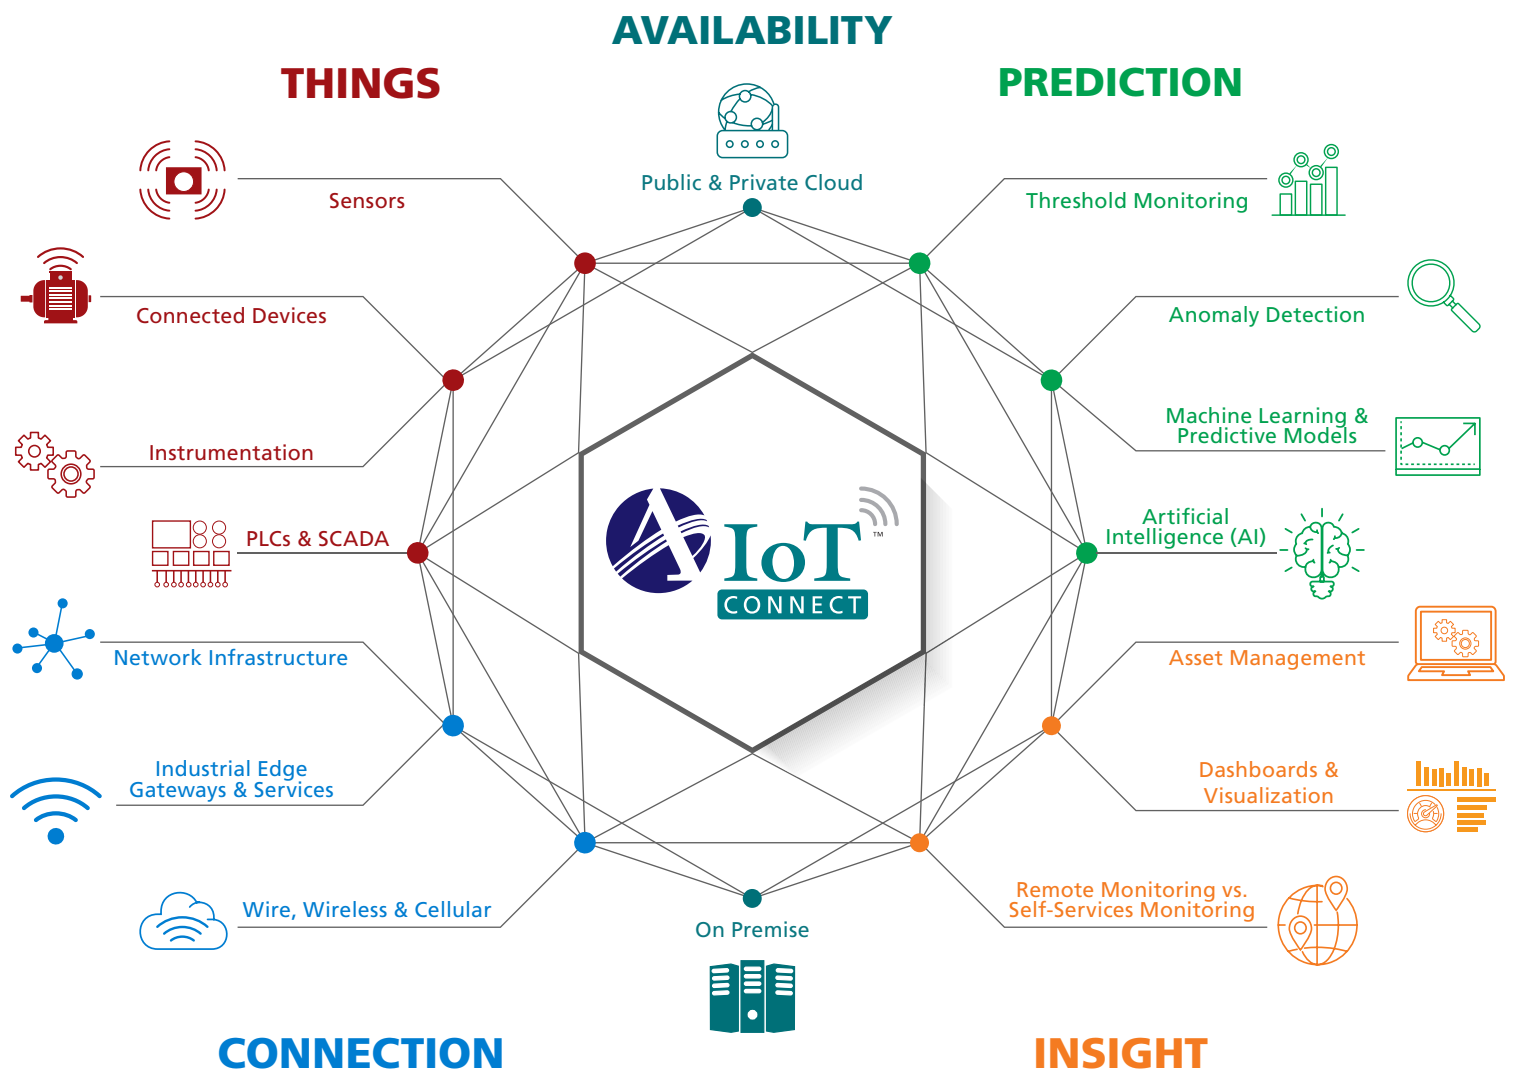 AVAILABILITY
THINGS
PREDICTION
Public & Private Cloud
Sensors
Threshold Monitoring
Connected Devices
Anomaly Detection
Instrumentation
Machine Learning &
Predictive Models
PLCs & SCADA
Artificial
Intelligence (AI)
A IoT ™
CONNECT
Network Infrastructure
Asset Management
Industrial Edge
Gateways & Services
Dashboards &
Visualization
Wire, Wireless & Cellular
Remote Monitoring vs.
Self-Services Monitoring
On Premise
CONNECTION
INSIGHT